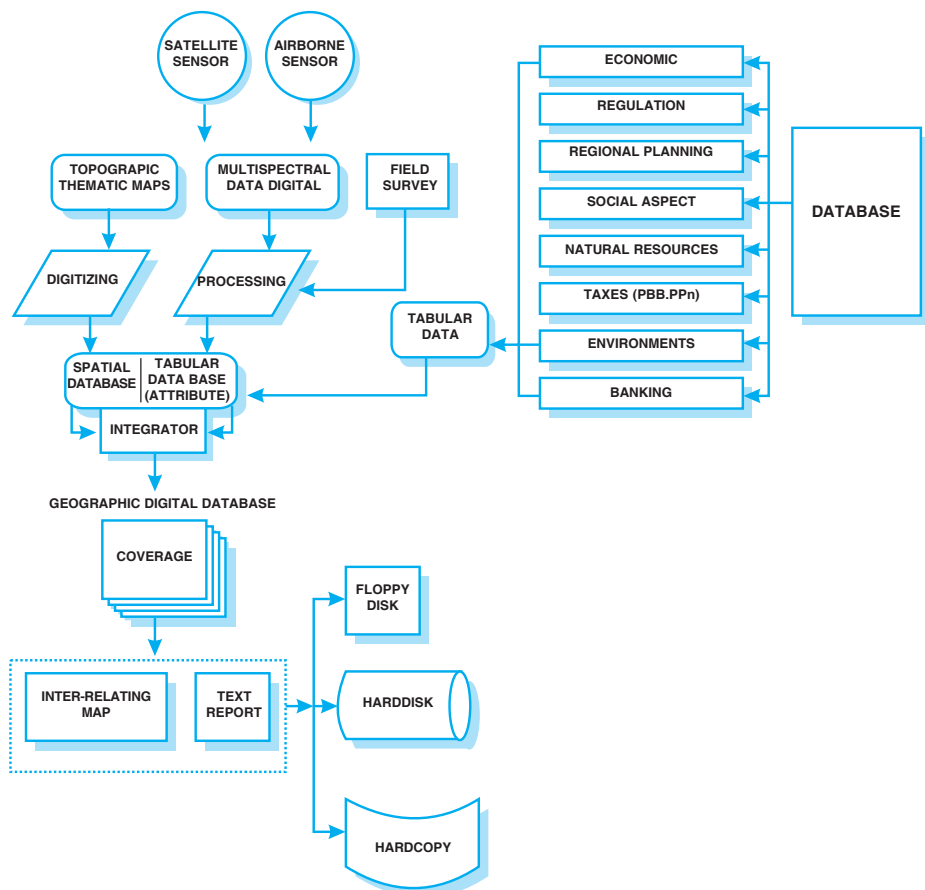 SATELLITE
SENSOR
AIRBORNE
SENSOR
TOPOGRAPIC
THEMATIC MAPS
MULTISPECTRAL
DATA DIGITAL
FIELD
SURVEY
DIGITIZING
PROCESSING
SPATIAL
DATABASE
TABULAR
DATA BASE
(ATTRIBUTE)
INTEGRATOR
TABULAR
DATA
ECONOMIC
REGULATION
REGIONAL PLANNING
SOCIAL ASPECT
NATURAL RESOURCES
TAXES (PBB.PPn)
ENVIRONMENTS
BANKING
DATABASE
GEOGRAPHIC DIGITAL DATABASE
COVERAGE
INTER-RELATING
MAP
TEXT
REPORT
FLOPPY
DISK
HARDDISK
HARDCOPY